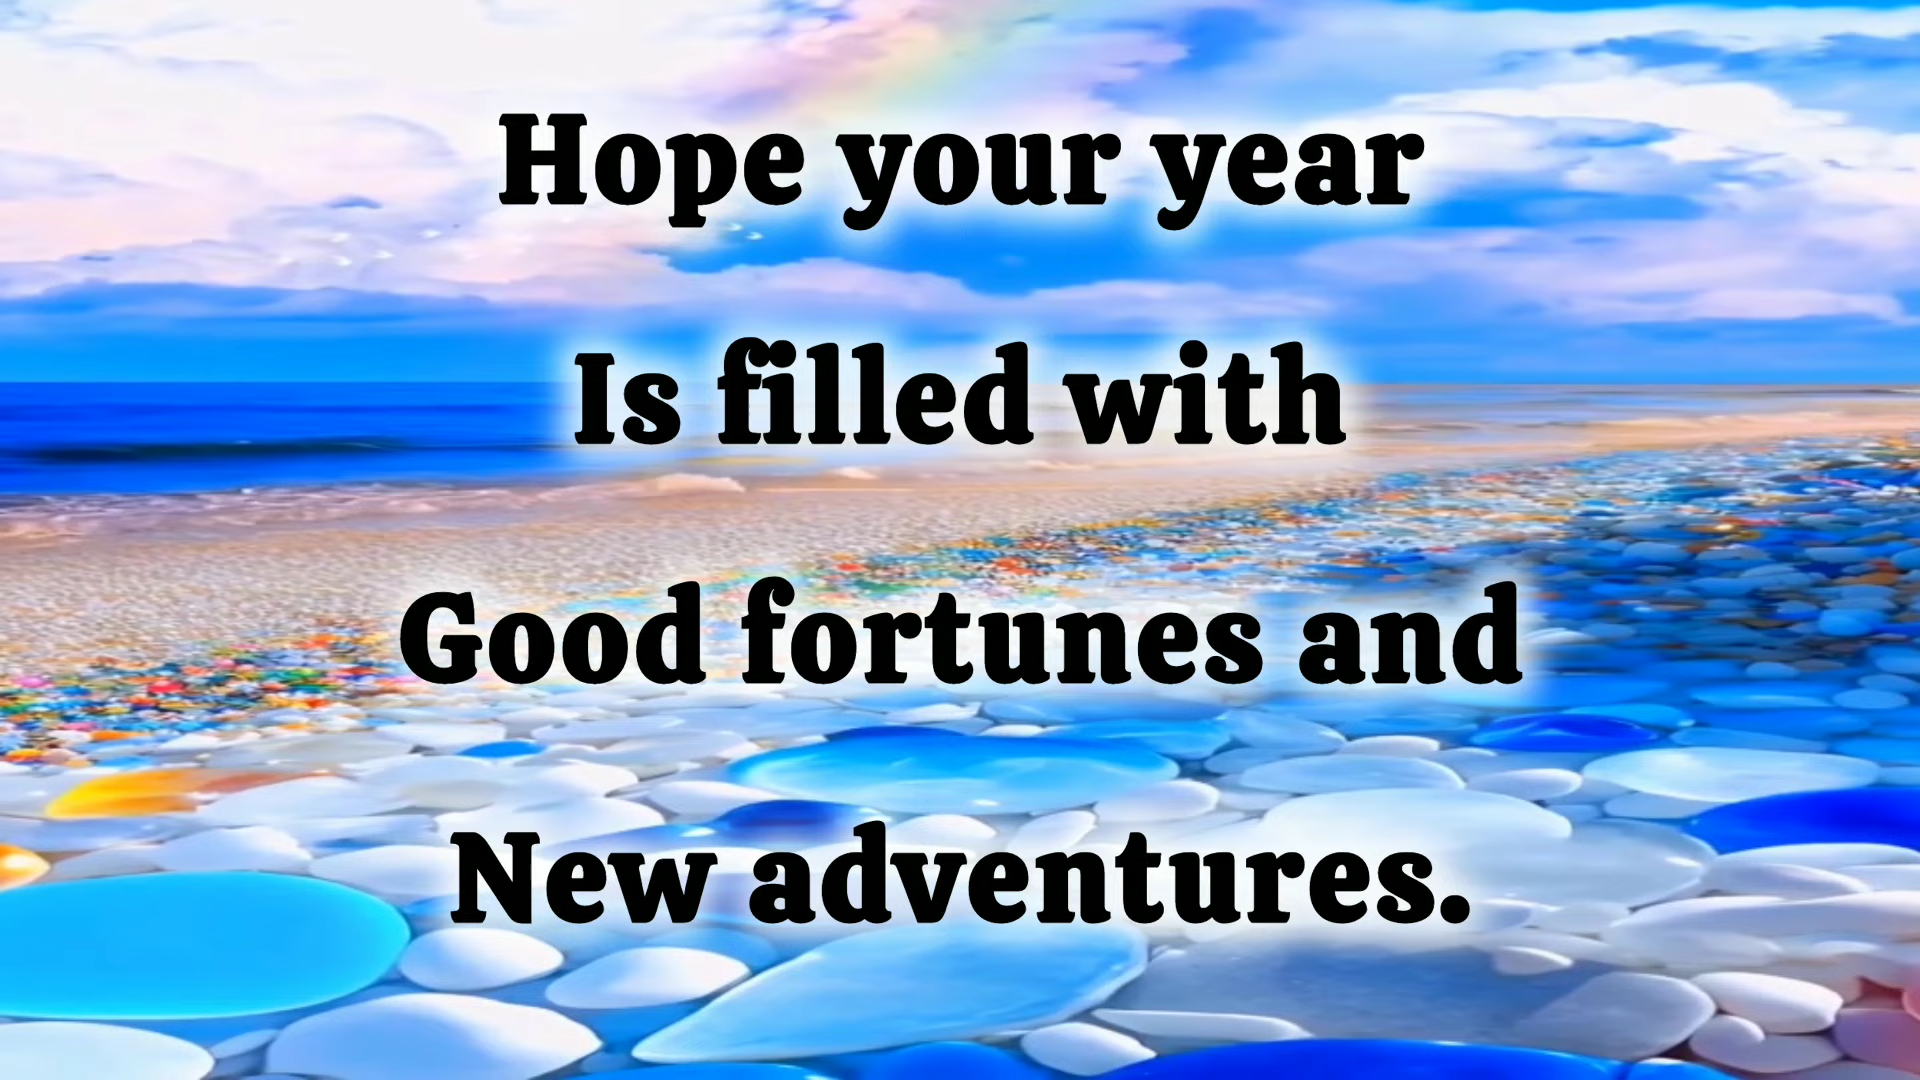 Hope your year
Is filled with
Good fortunes and
New adventures.